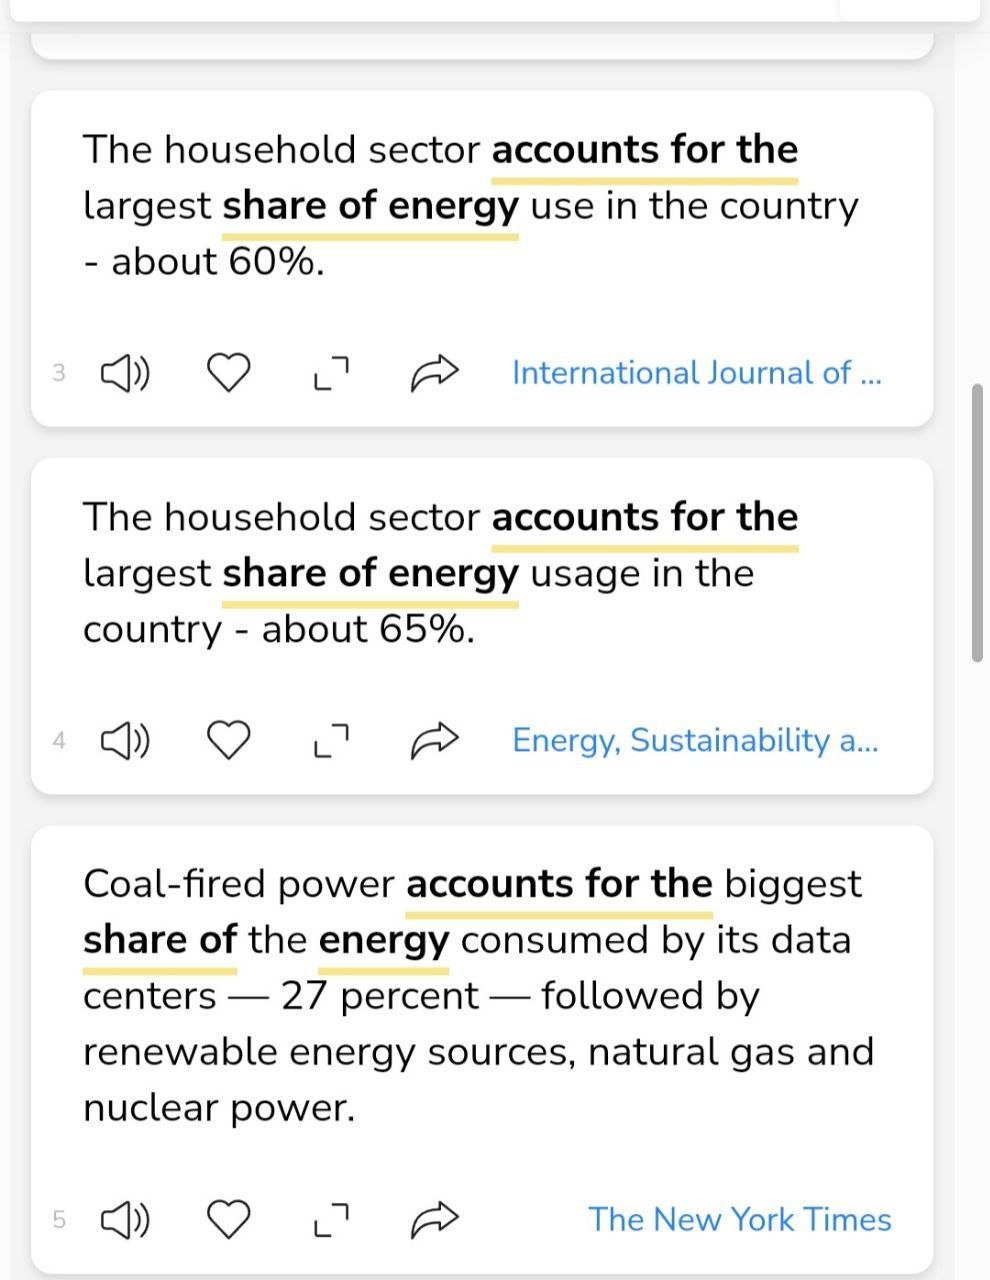 The household sector accounts for the
largest share of energy use in the country
- about 60%.
3
International Journal of ...
The household sector accounts for the
largest share of energy usage in the
country - about 65%.
4
Energy, Sustainability a...
Coal-fired power accounts for the biggest
share of the energy consumed by its data
centers — 27 percent — followed by
renewable energy sources, natural gas and
nuclear power.
5
The New York Times